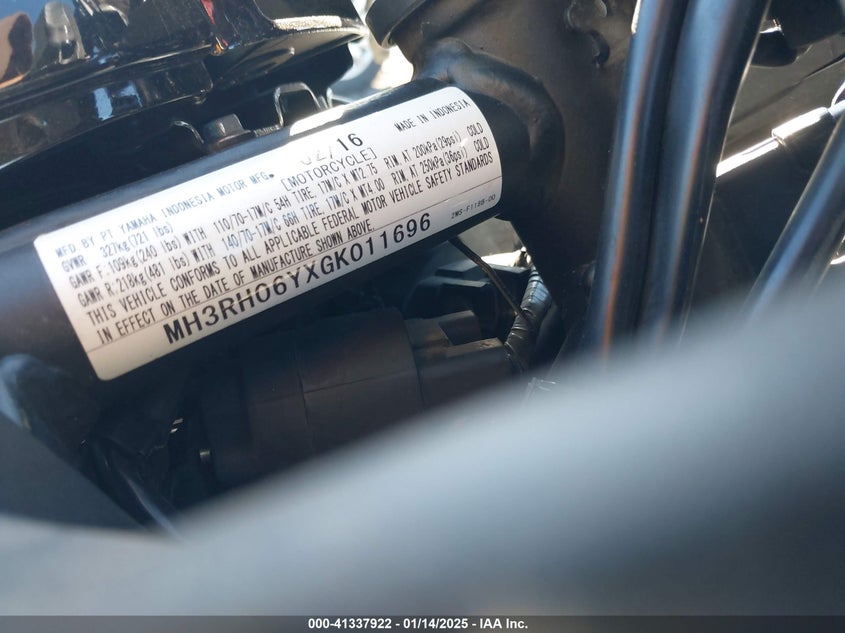 02/16 MADE IN INDONESIA
MFD. BY PT YAMAHA INDONESIA MOTOR MFG. [MOTORCYCLE]
GVWR 327kg(721 lbs)
GAWR F:109kg(240 lbs) WITH 110/70-17M/C 54H TIRE, 17M/C X MT2.75 RIM, AT 200kPa(29psi) COLD
GAWR R:218kg(481 lbs) WITH 140/70-17M/C 66H TIRE, 17M/C X MT4.00 RIM, AT 250kPa(36psi) COLD
THIS VEHICLE CONFORMS TO ALL APPLICABLE FEDERAL MOTOR VEHICLE SAFETY STANDARDS
IN EFFECT ON THE DATE OF MANUFACTURE SHOWN ABOVE.
MH3RH06YXGK011696
2MS-F118B-00
000-41337922 - 01/14/2025 - IAA Inc.